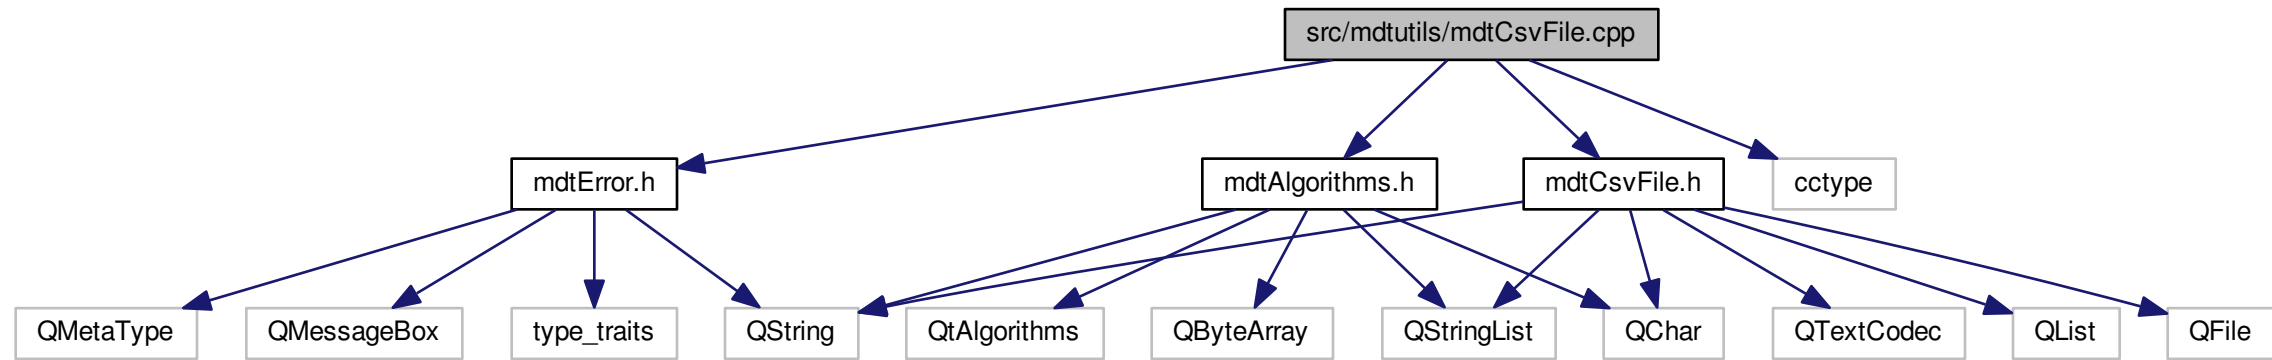 src/mdtutils/mdtCsvFile.cpp
mdtError.h
mdtAlgorithms.h
mdtCsvFile.h
cctype
QMetaType
QMessageBox
type_traits
QString
QtAlgorithms
QByteArray
QStringList
QChar
QTextCodec
QList
QFile